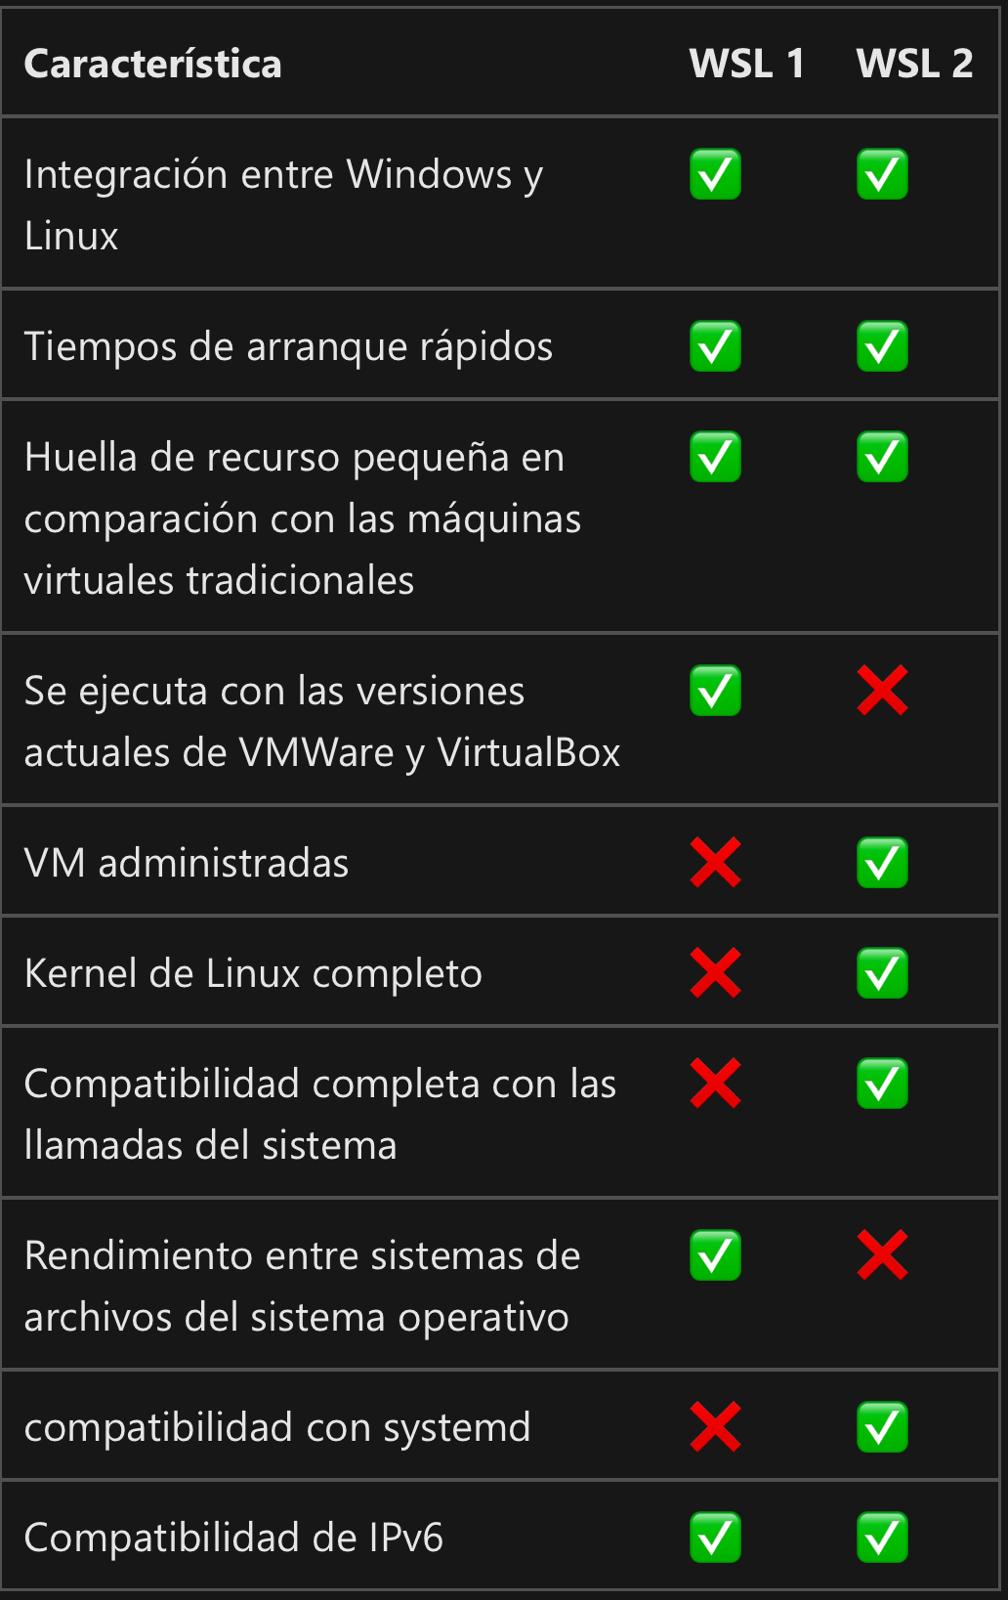 Característica WSL 1 WSL 2
Integración entre Windows y ✅ ✅
Linux
Tiempos de arranque rápidos ✅ ✅
Huella de recurso pequeña en ✅ ✅
comparación con las máquinas
virtuales tradicionales
Se ejecuta con las versiones ✅ ❌
actuales de VMWare y VirtualBox
VM administradas ❌ ✅
Kernel de Linux completo ❌ ✅
Compatibilidad completa con las ❌ ✅
llamadas del sistema
Rendimiento entre sistemas de ✅ ❌
archivos del sistema operativo
compatibilidad con systemd ❌ ✅
Compatibilidad de IPv6 ✅ ✅